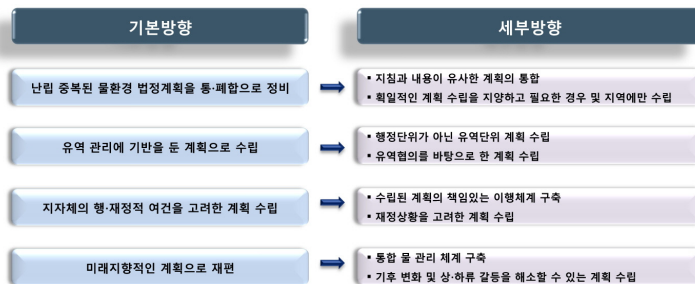 기본방향
세부방향
난립 중복된 물환경 법정계획을 통·폐합으로 정비
▪ 지침과 내용이 유사한 계획의 통합
▪ 획일적인 계획 수립을 지양하고 필요한 경우 및 지역에만 수립
유역 관리에 기반을 둔 계획으로 수립
▪ 행정단위가 아닌 유역단위 계획 수립
▪ 유역협의를 바탕으로 한 계획 수립
지자체의 행·재정적 여건을 고려한 계획 수립
▪ 수립된 계획의 책임있는 이행체계 구축
▪ 재정상황을 고려한 계획 수립
미래지향적인 계획으로 재편
▪ 통합 물 관리 체계 구축
▪ 기후 변화 및 상·하류 갈등을 해소할 수 있는 계획 수립